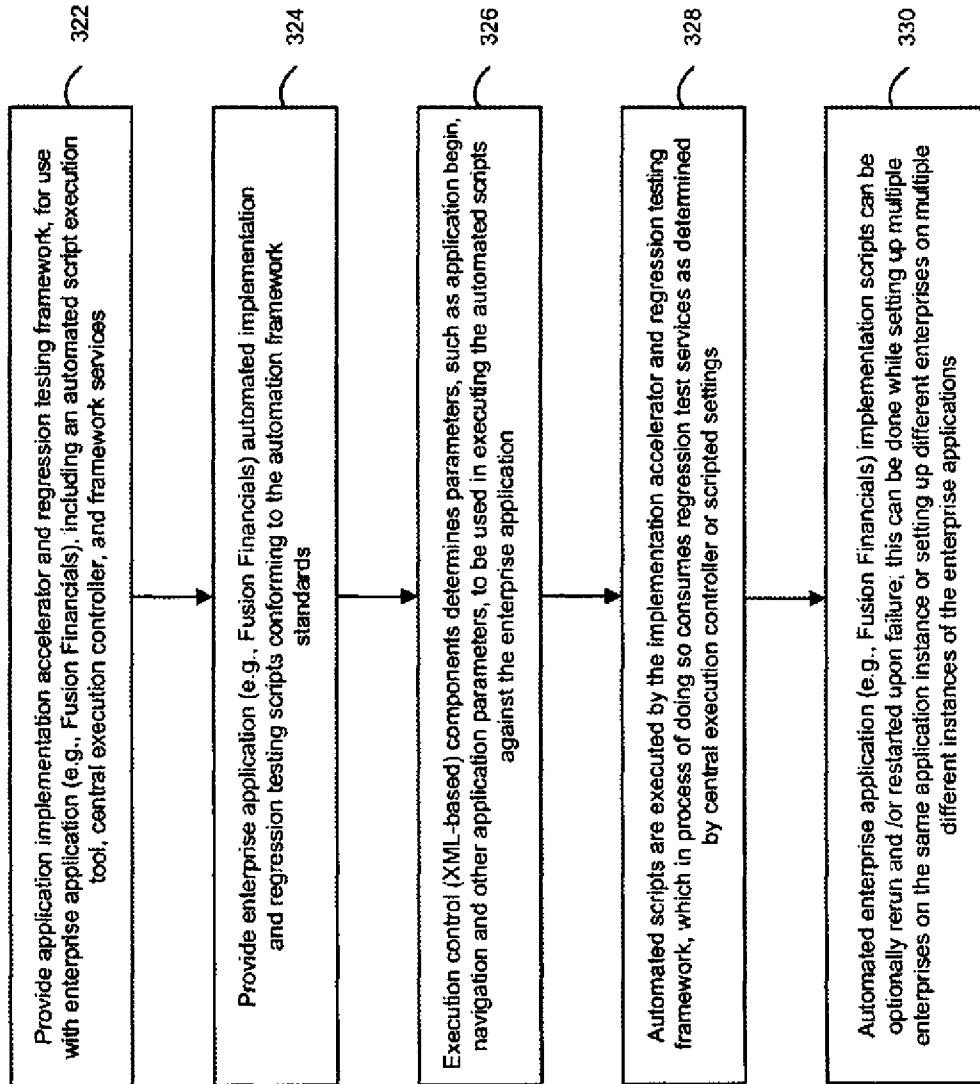 Provide application implementation accelerator and regression testing framework, for use
with enterprise application (e.g., Fusion Financials), including an automated script execution
tool, central execution controller, and framework services
322
Provide enterprise application (e.g., Fusion Financials) automated implementation
and regression testing scripts conforming to the automation framework
standards
324
Execution control (XML-based) components determines parameters, such as application begin,
navigation and other application parameters, to be used in executing the automated scripts
against the enterprise application
326
Automated scripts are executed by the implementation accelerator and regression testing
framework, which in process of doing so consumes regression test services as determined
by central execution controller or scripted settings
328
Automated enterprise application (e.g., Fusion Financials) implementation scripts can be
optionally rerun and /or restarted upon failure; this can be done while setting up multiple
enterprises on the same application instance or setting up different enterprises on multiple
different instances of the enterprise applications
330